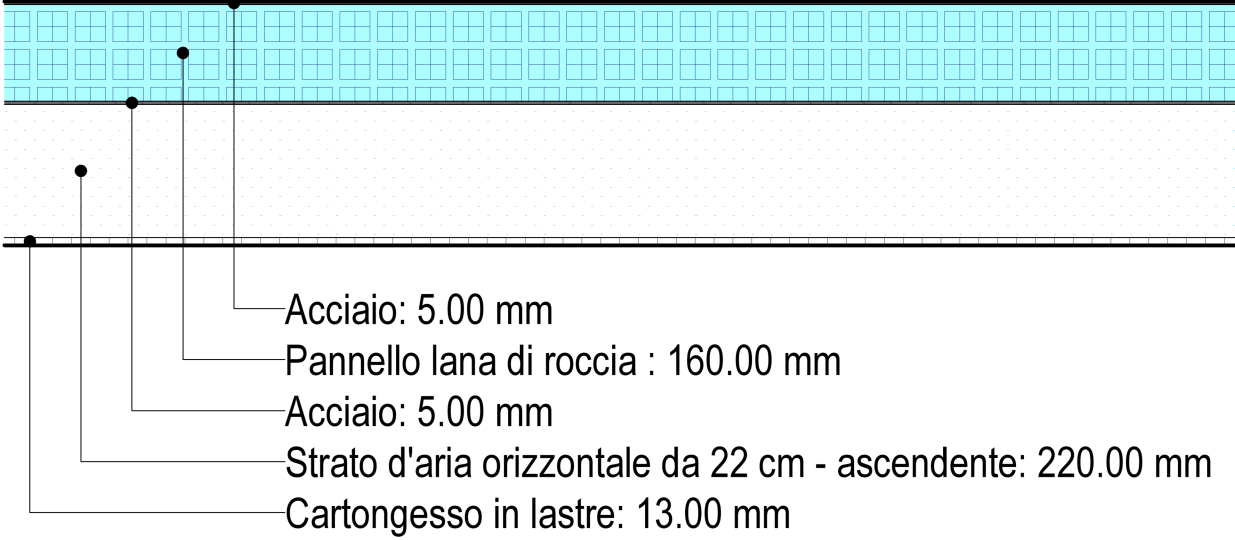 Acciaio: 5.00 mm
Pannello lana di roccia : 160.00 mm
Acciaio: 5.00 mm
Strato d'aria orizzontale da 22 cm - ascendente: 220.00 mm
Cartongesso in lastre: 13.00 mm